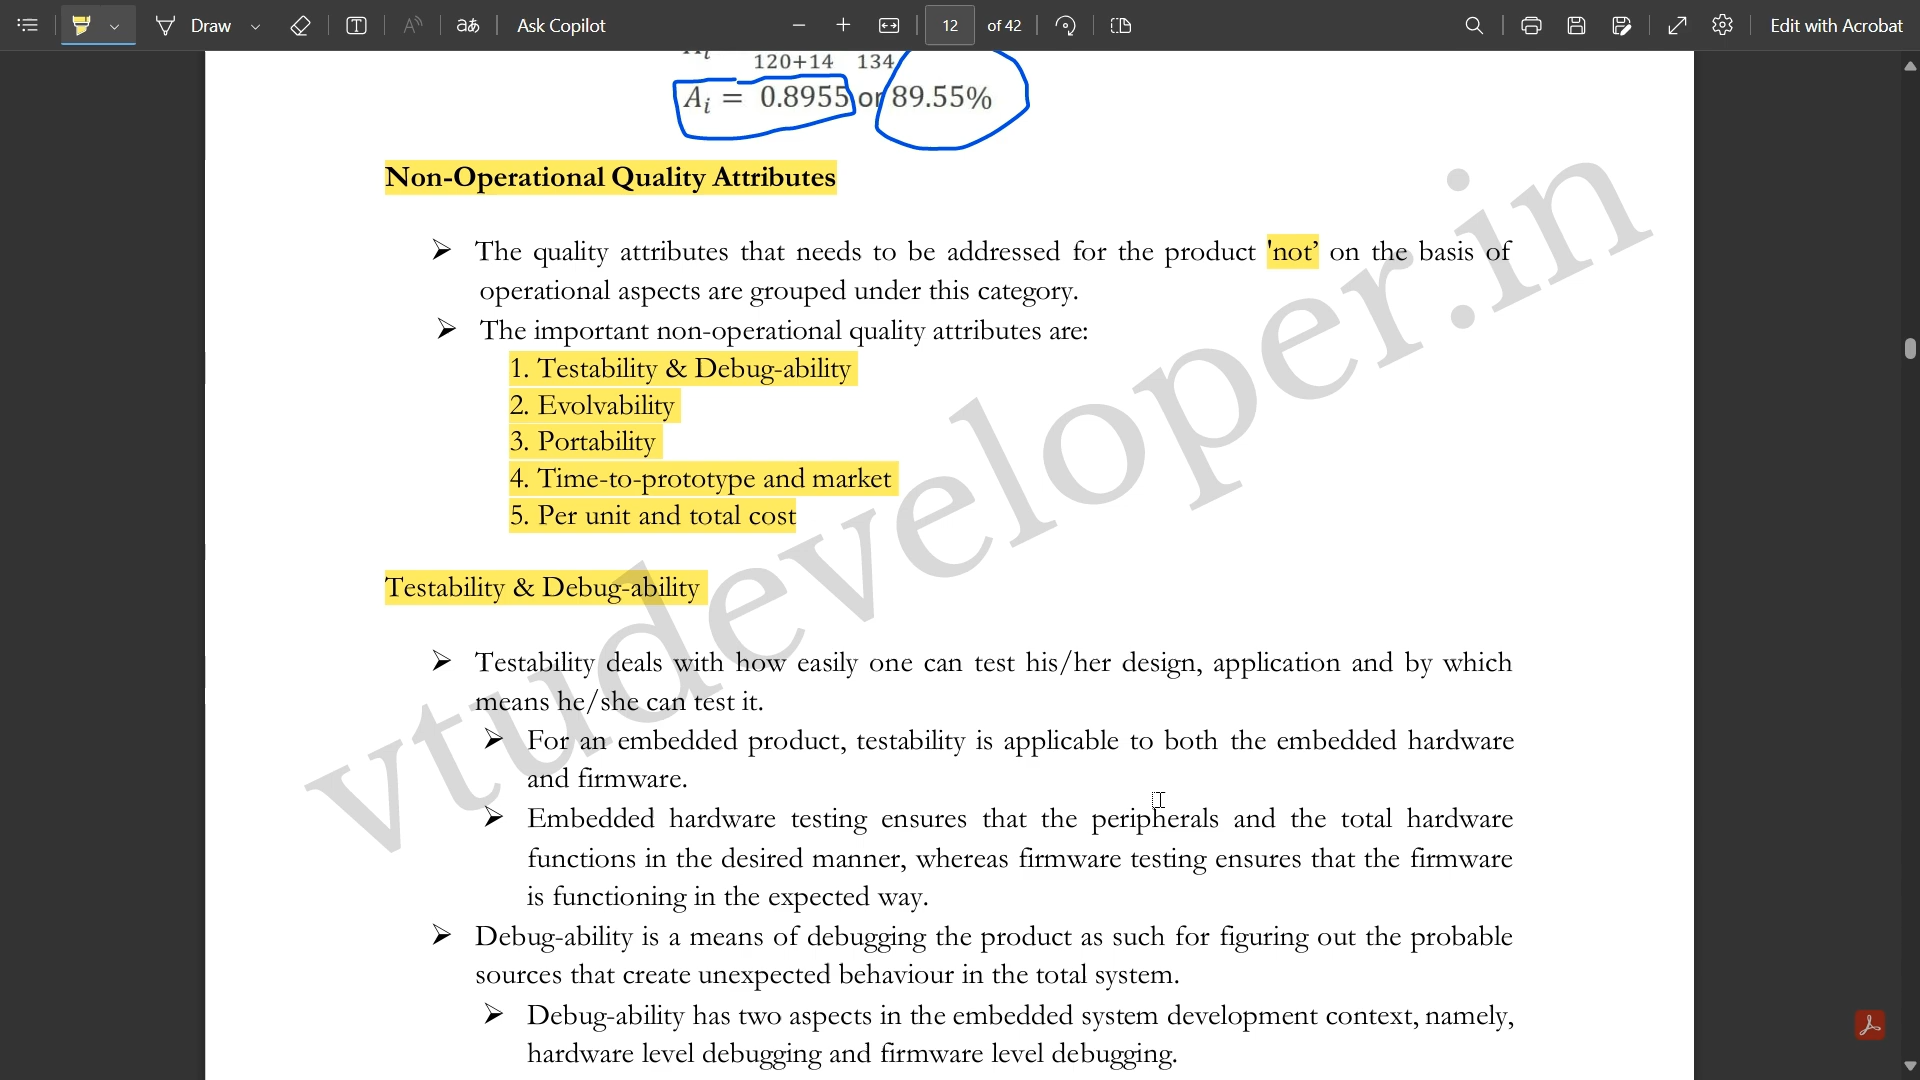 Draw
Ask Copilot
12 of 42
Edit with Acrobat
120+14 134
Ai = 0.8955 or 89.55%
Non-Operational Quality Attributes
➢ The quality attributes that needs to be addressed for the product 'not’ on the basis of
operational aspects are grouped under this category.
➢ The important non-operational quality attributes are:
1. Testability & Debug-ability
2. Evolvability
3. Portability
4. Time-to-prototype and market
5. Per unit and total cost
Testability & Debug-ability
➢ Testability deals with how easily one can test his/her design, application and by which
means he/she can test it.
➢ For an embedded product, testability is applicable to both the embedded hardware
and firmware.
➢ Embedded hardware testing ensures that the peripherals and the total hardware
functions in the desired manner, whereas firmware testing ensures that the firmware
is functioning in the expected way.
➢ Debug-ability is a means of debugging the product as such for figuring out the probable
sources that create unexpected behaviour in the total system.
➢ Debug-ability has two aspects in the embedded system development context, namely,
hardware level debugging and firmware level debugging.
vtudeveloper.in